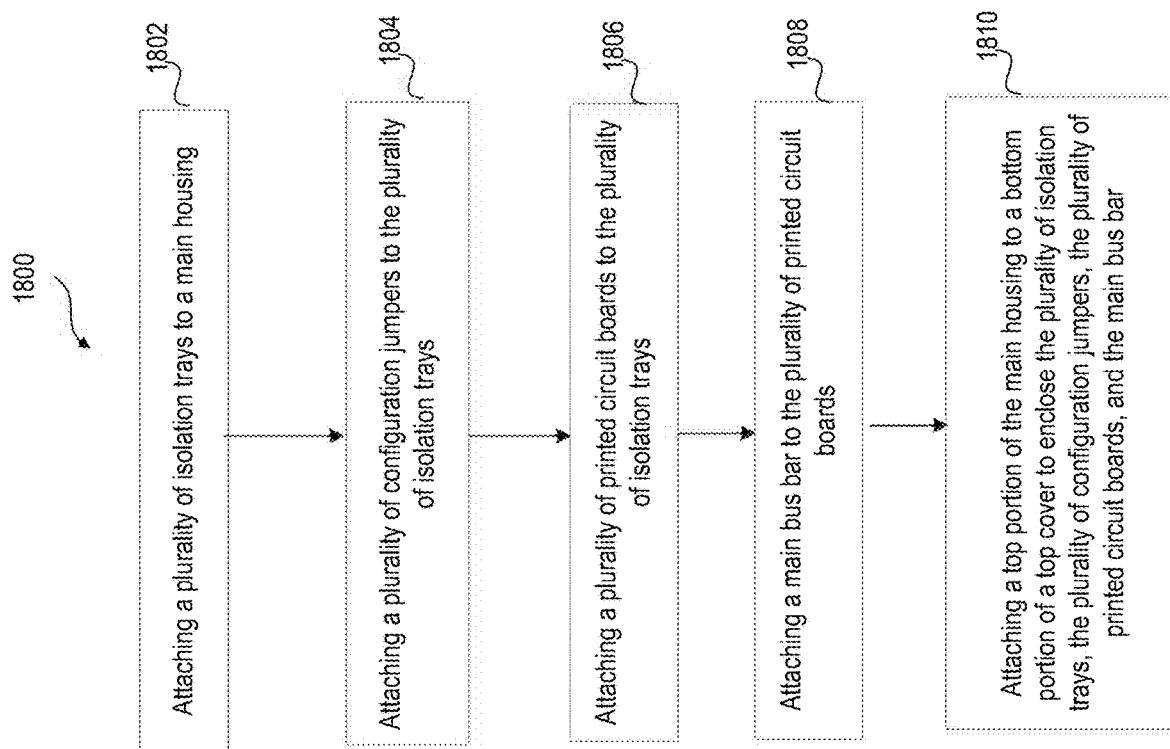 1800
1802
Attaching a plurality of isolation trays to a main housing
1804
Attaching a plurality of configuration jumpers to the plurality
of isolation trays
1806
Attaching a plurality of printed circuit boards to the plurality
of isolation trays
1808
Attaching a main bus bar to the plurality of printed circuit
boards
1810
Attaching a top portion of the main housing to a bottom
portion of a top cover to enclose the plurality of isolation
trays, the plurality of configuration jumpers, the plurality of
printed circuit boards, and the main bus bar